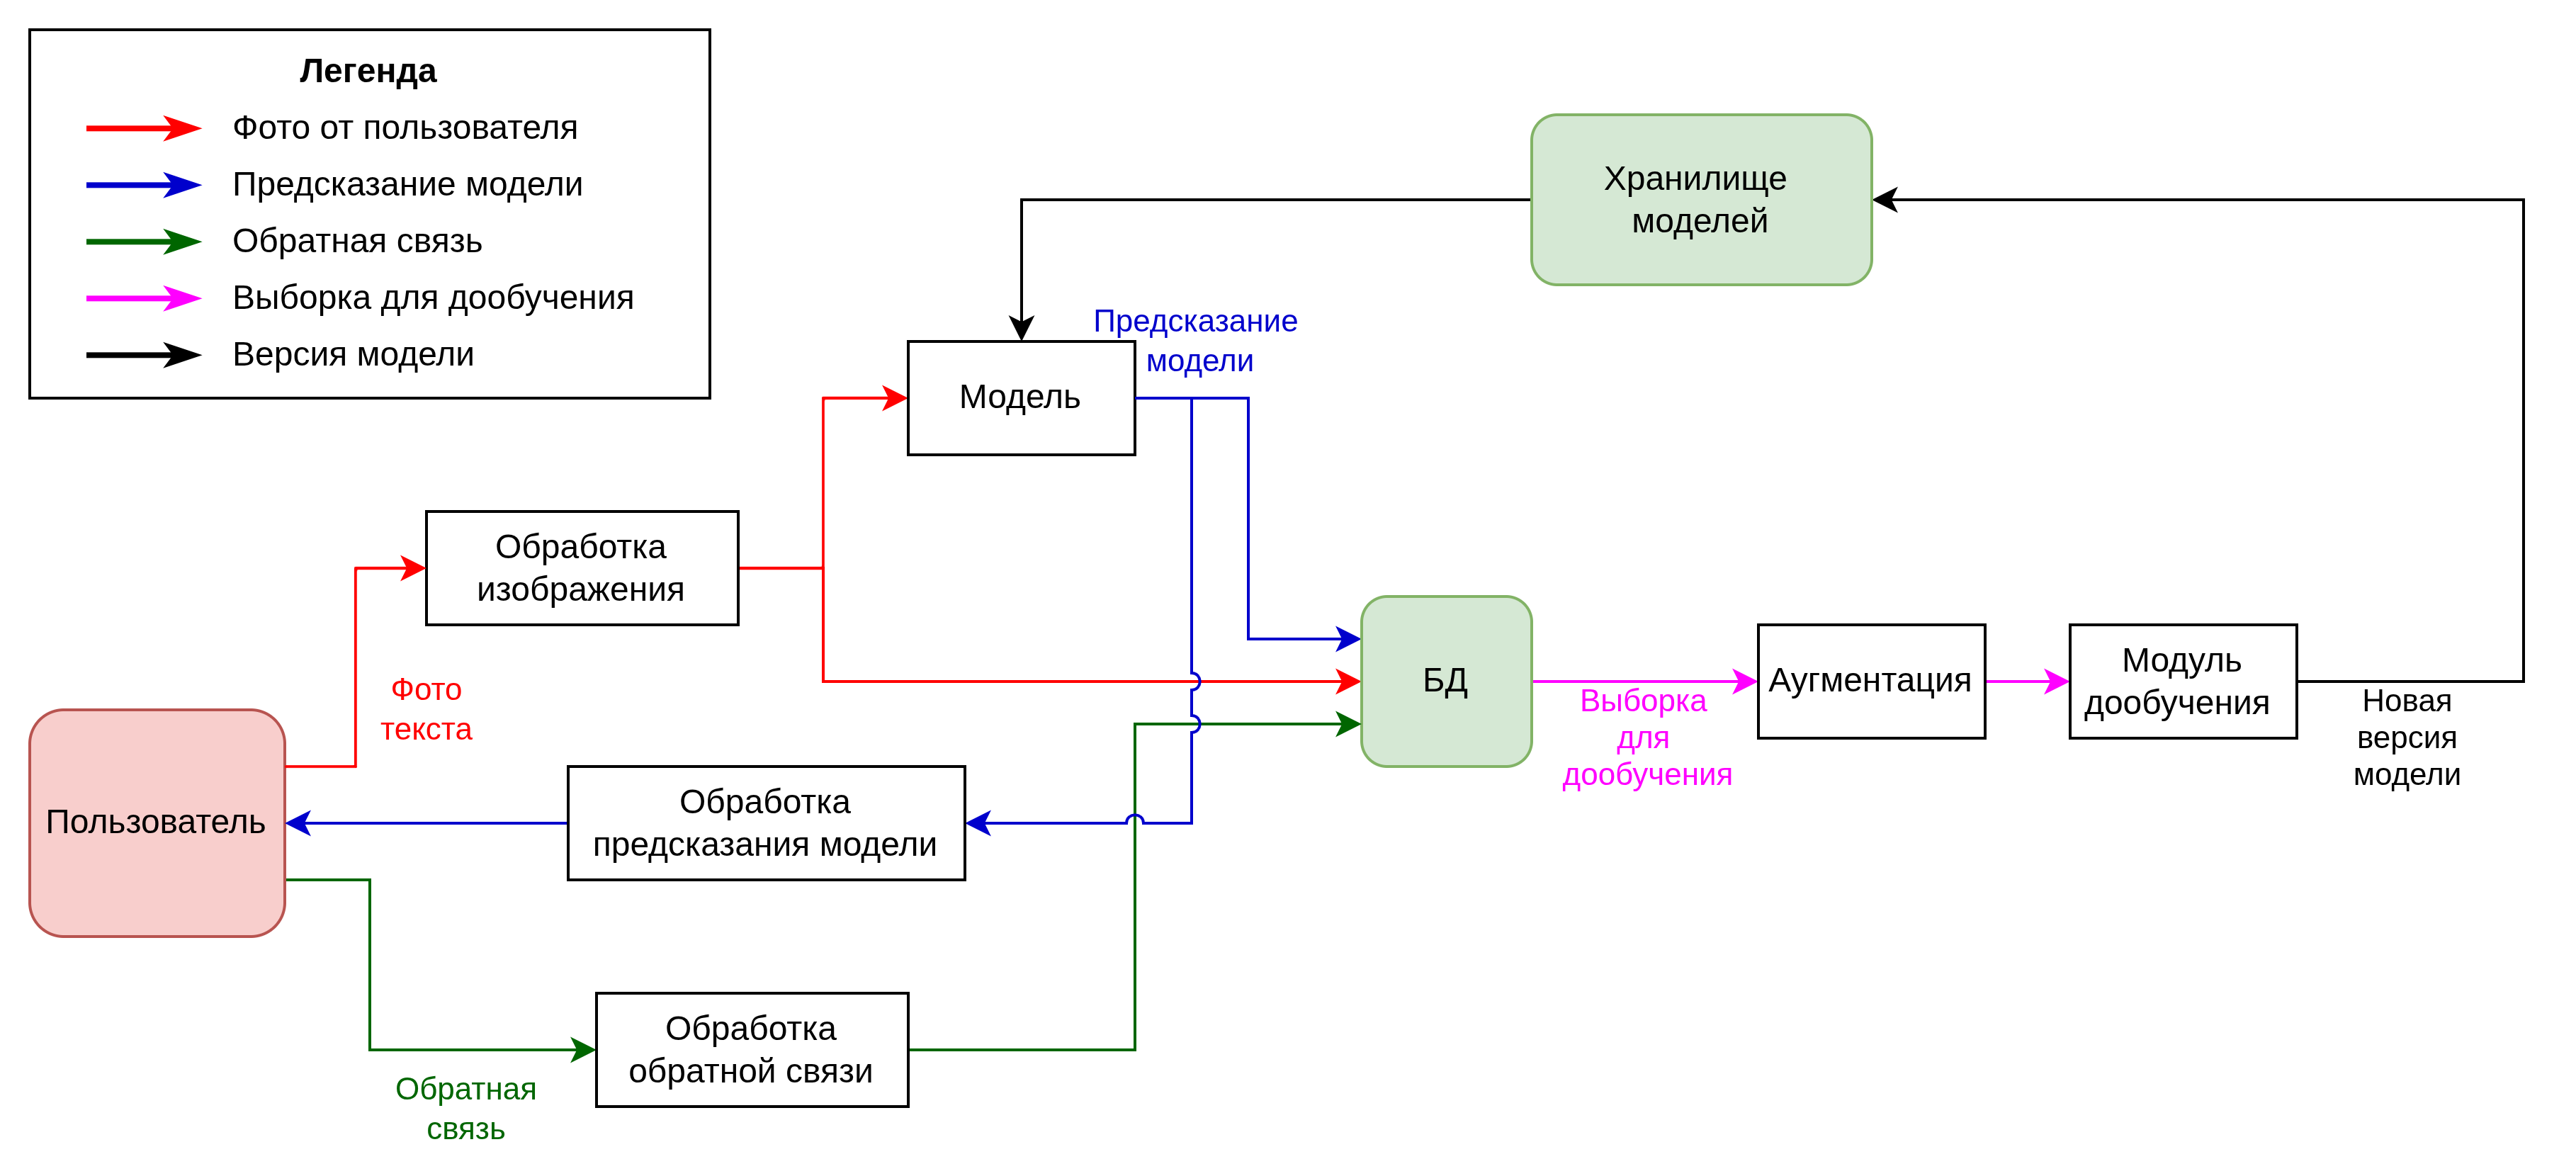 Легенда
Фото от пользователя
Предсказание модели
Обратная связь
Выборка для дообучения
Версия модели
Хранилище
моделей
Предсказание
модели
Модель
Обработка
изображения
Фото
текста
БД
Аугментация
Модуль
дообучения
Выборка
для
дообучения
Новая
версия
модели
Пользователь
Обработка
предсказания модели
Обработка
обратной связи
Обратная
связь